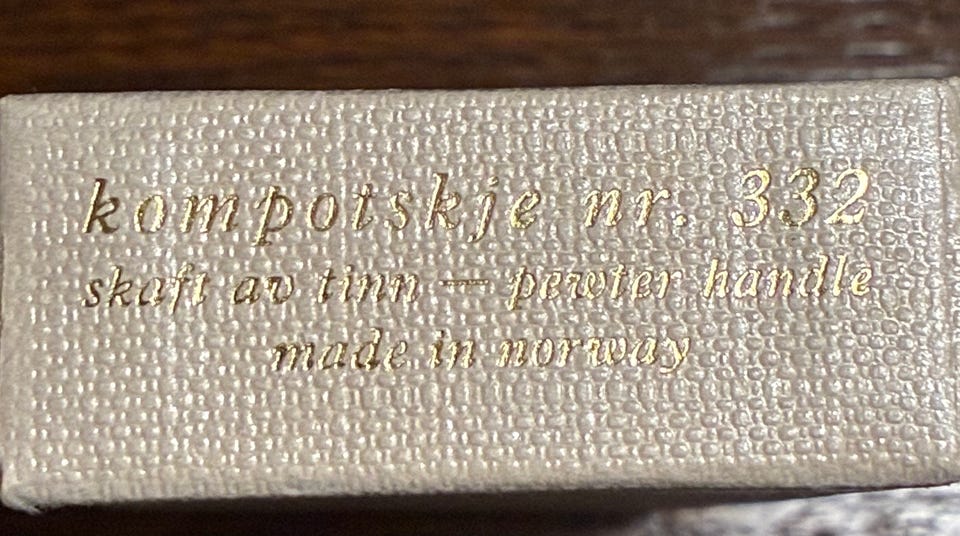 kompotskje nr. 332
skaft av tinn — pewter handle
made in norway